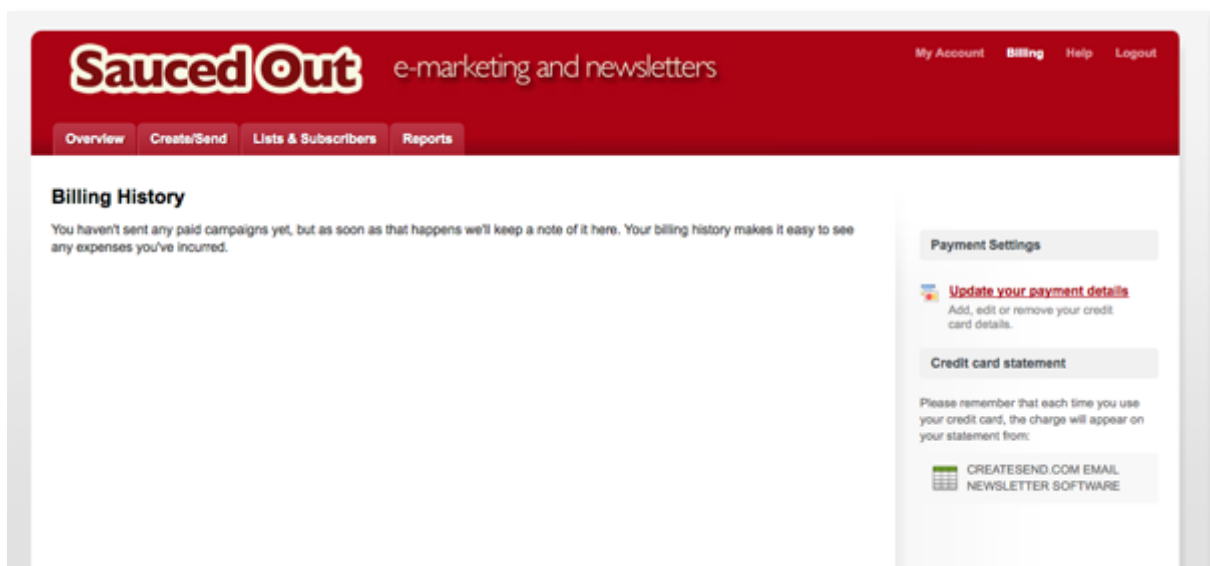 Sauced Out e-marketing and newsletters
My Account Billing Help Logout
Overview Create/Send Lists & Subscribers Reports
Billing History
You haven't sent any paid campaigns yet, but as soon as that happens we'll keep a note of it here. Your billing history makes it easy to see
any expenses you've incurred.
Payment Settings
Update your payment details
Add, edit or remove your credit
card details.
Credit card statement
Please remember that each time you use
your credit card, the charge will appear on
your statement from:
CREATESEND.COM EMAIL
NEWSLETTER SOFTWARE